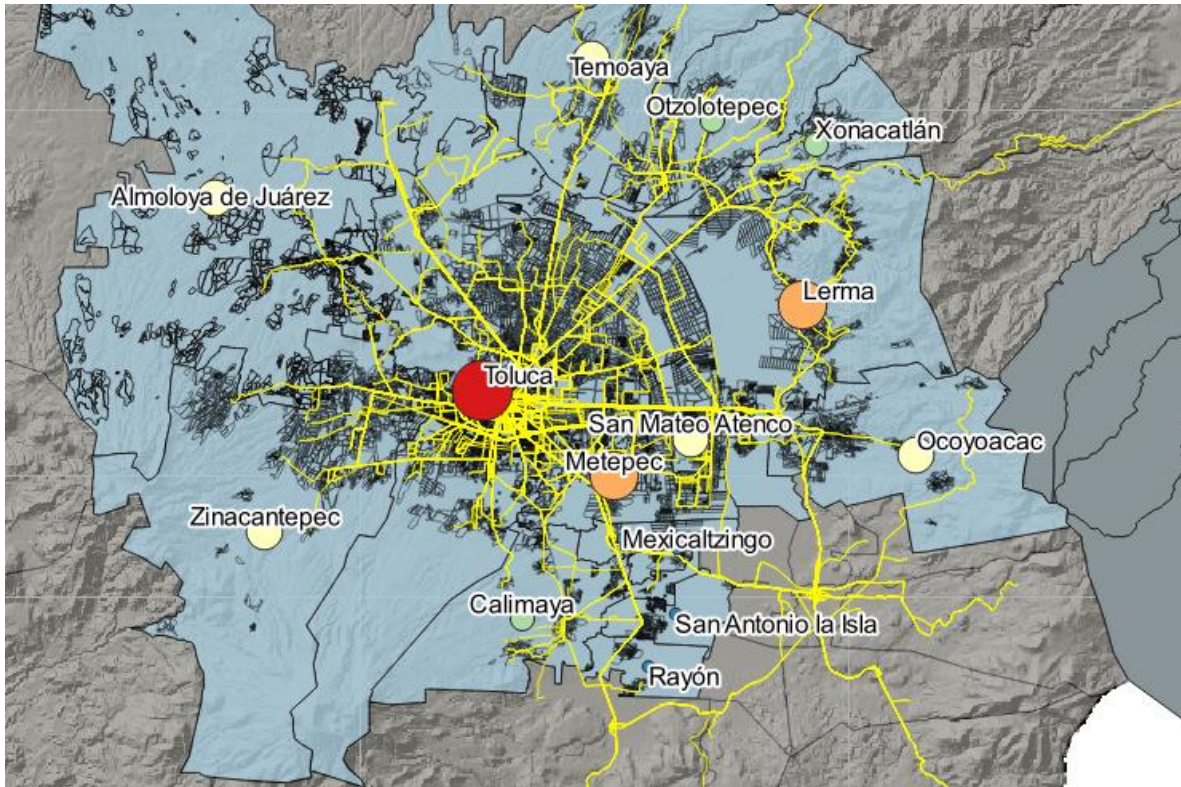 Temoaya
Otzolotepec
Xonacatlán
Almoloya de Juárez
Lerma
Toluca
San Mateo Atenco
Ocoyoacac
Metepec
Zinacantepec
Mexicaltzingo
Calimaya
San Antonio la Isla
Rayón